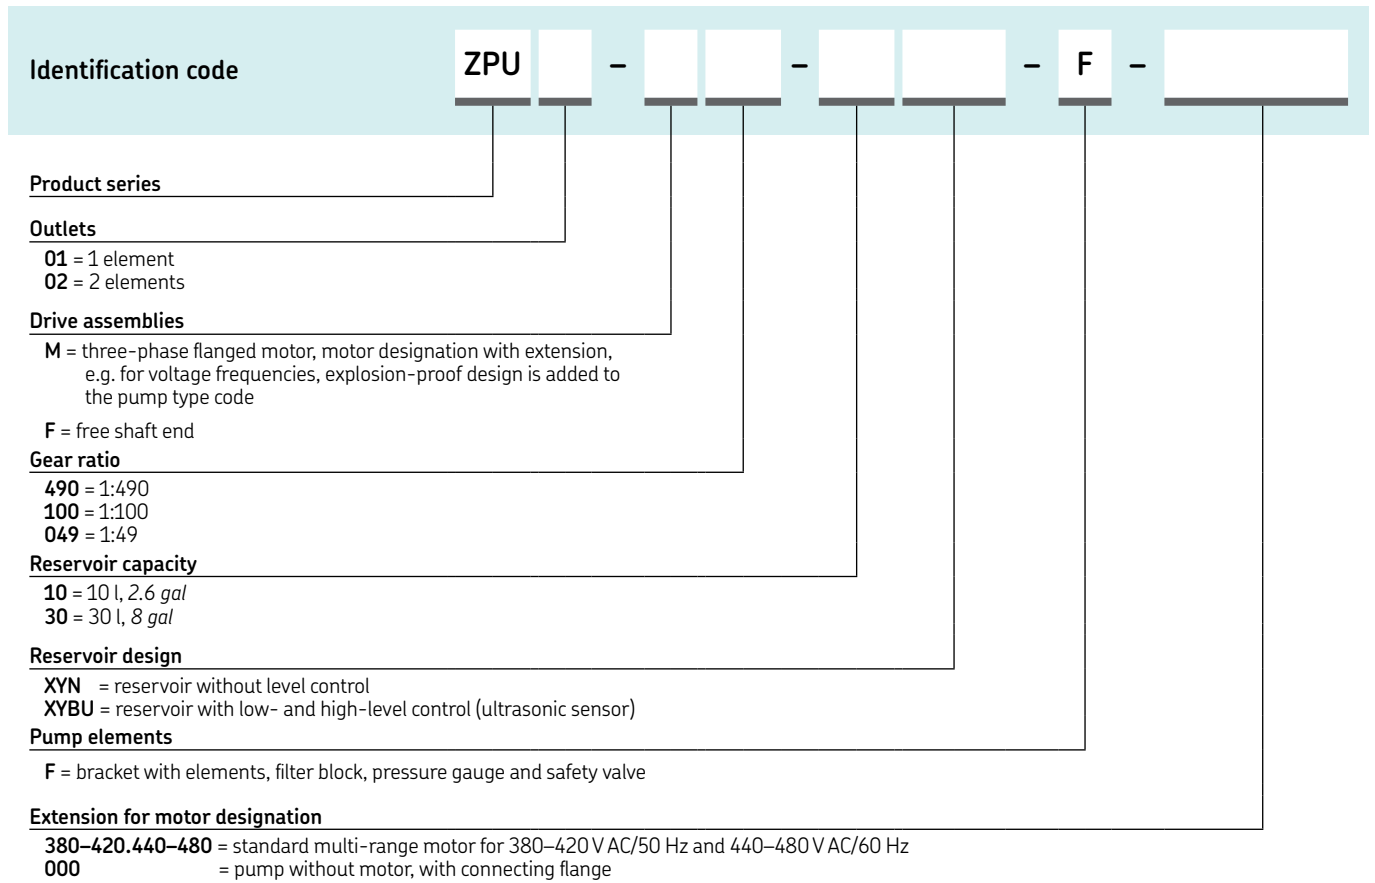 Identification code ZPU – – – F –
Product series
Outlets
01 = 1 element
02 = 2 elements
Drive assemblies
M = three-phase flanged motor, motor designation with extension,
e.g. for voltage frequencies, explosion-proof design is added to
the pump type code
F = free shaft end
Gear ratio
490 = 1:490
100 = 1:100
049 = 1:49
Reservoir capacity
10 = 10 l, 2.6 gal
30 = 30 l, 8 gal
Reservoir design
XYN = reservoir without level control
XYBU = reservoir with low- and high-level control (ultrasonic sensor)
Pump elements
F = bracket with elements, filter block, pressure gauge and safety valve
Extension for motor designation
380–420.440–480 = standard multi-range motor for 380–420 V AC/50 Hz and 440–480 V AC/60 Hz
000 = pump without motor, with connecting flange